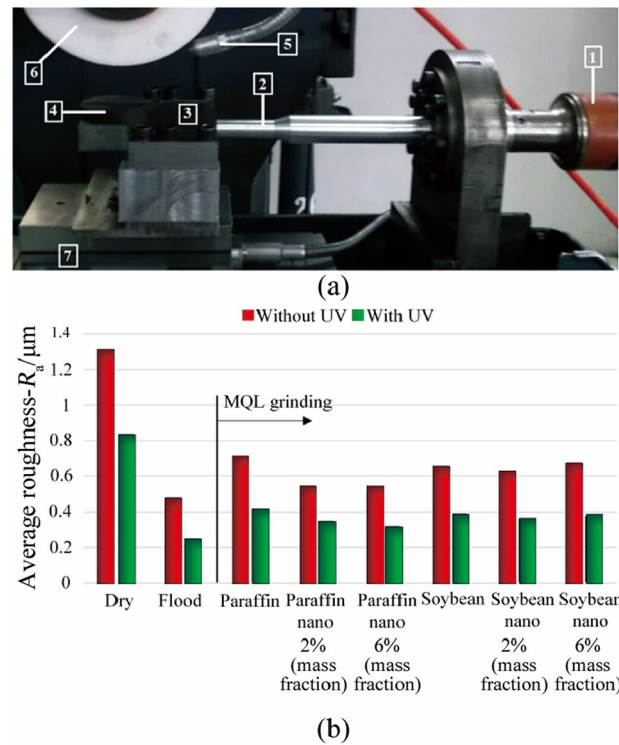 1
5
6
2
4
3
7
(a)
Without UV With UV
1.4
1.2
1
0.8
0.6
0.4
0.2
0
Average roughness-Ra/μm
MQL grinding
Dry Flood Paraffin Paraffin Paraffin Soybean Soybean Soybean
nano nano nano nano
2% 6% 2% 6%
(mass (mass (mass (mass
fraction) fraction) fraction) fraction)
(b)